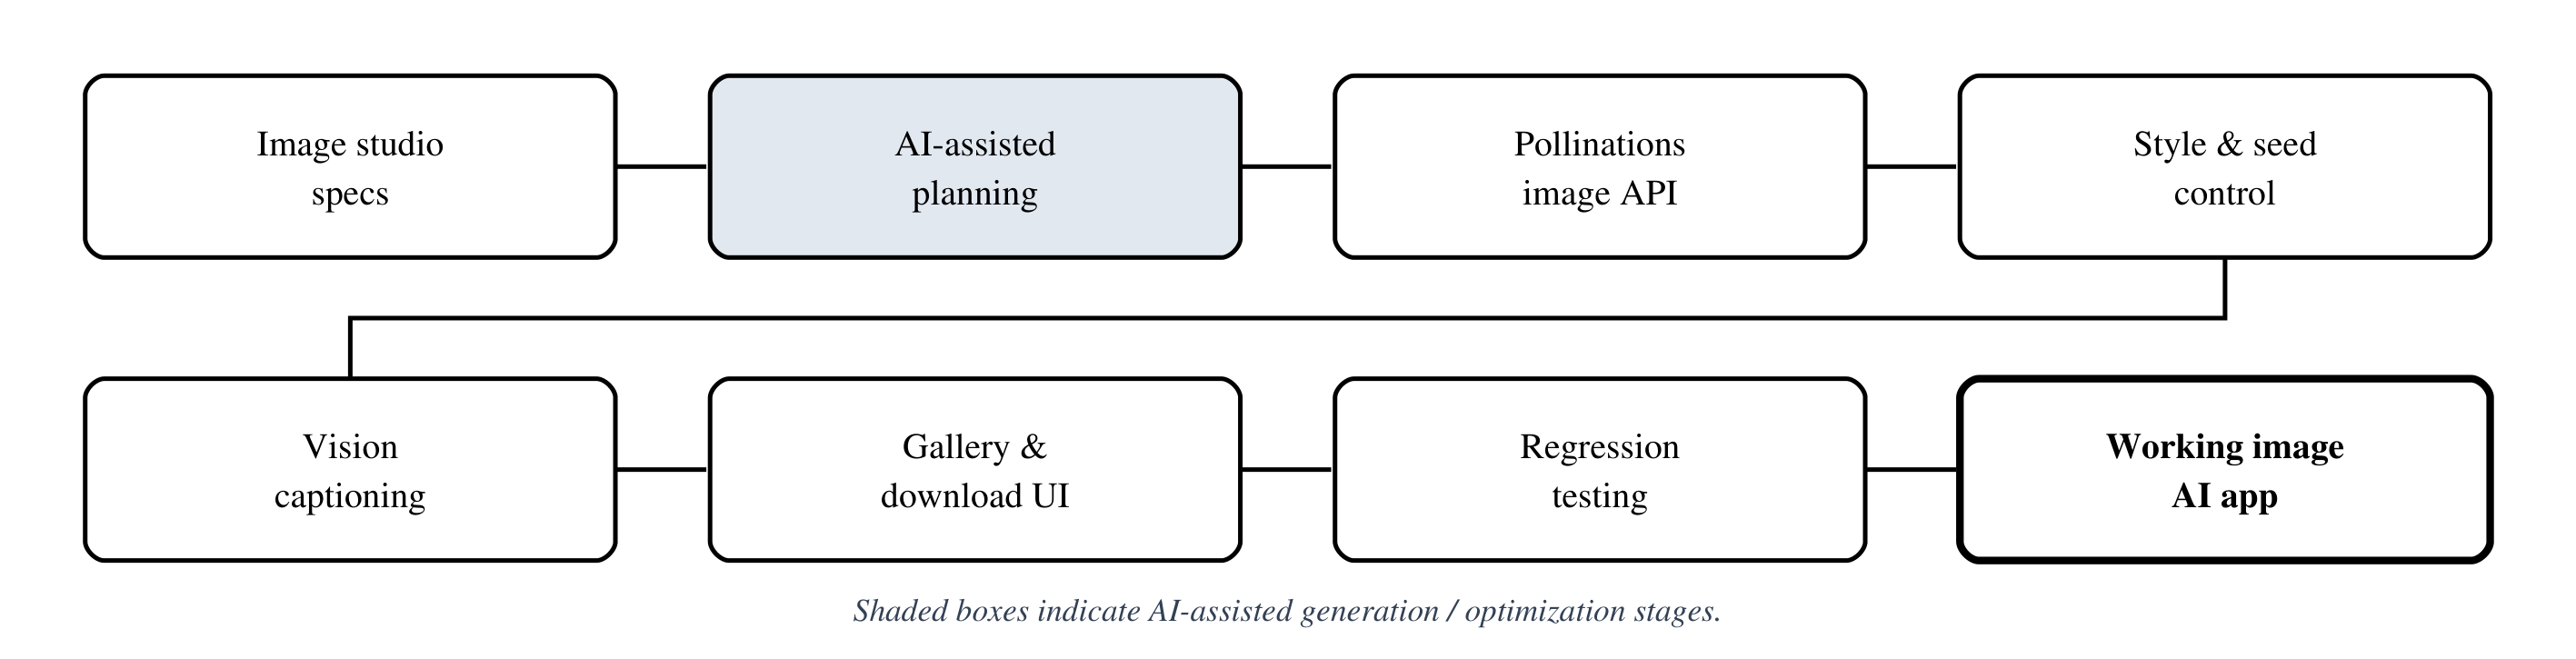 Image studio
specs
AI-assisted
planning
Pollinations
image API
Style & seed
control
Vision
captioning
Gallery &
download UI
Regression
testing
Working image
AI app
Shaded boxes indicate AI-assisted generation / optimization stages.